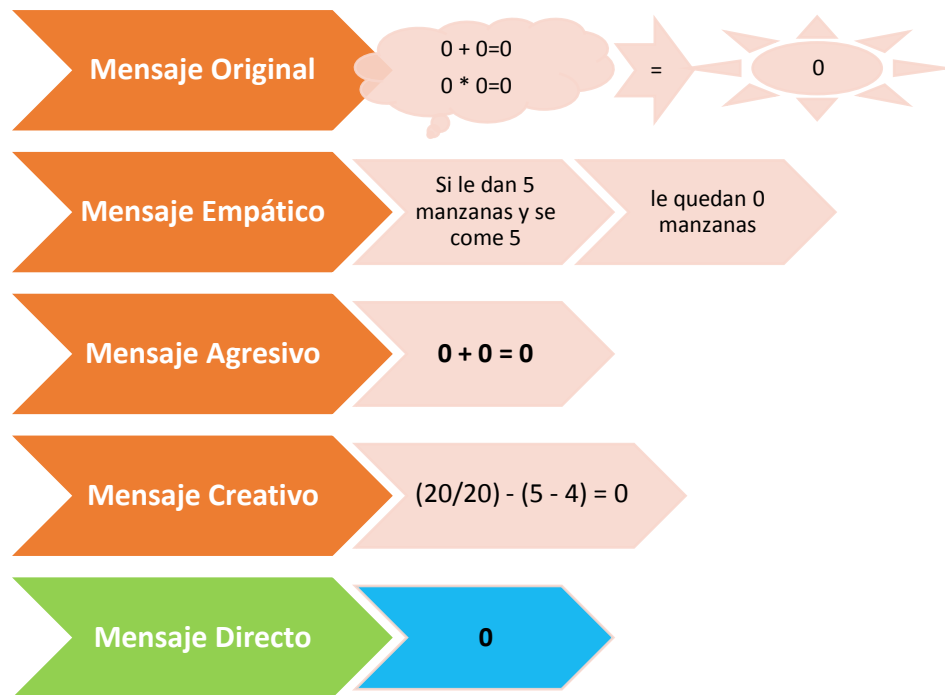 Mensaje Original
0 + 0=0
0 * 0=0
=
0
Mensaje Empático
Si le dan 5
manzanas y se
come 5
le quedan 0
manzanas
Mensaje Agresivo
0 + 0 = 0
Mensaje Creativo
(20/20) - (5 - 4) = 0
Mensaje Directo
0